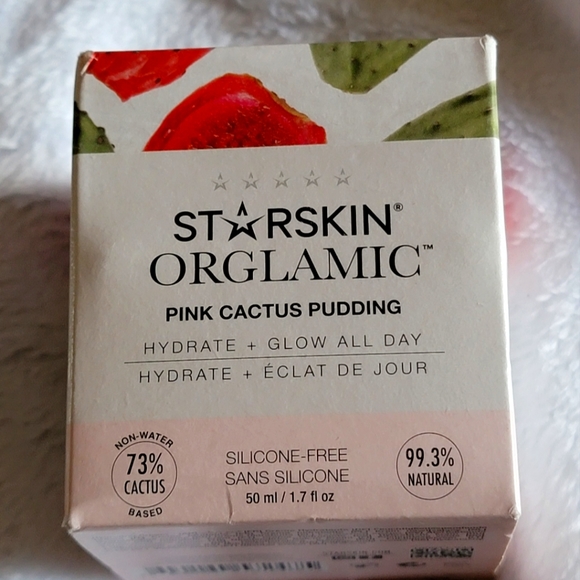 STARSKIN®
ORGLAMIC™
PINK CACTUS PUDDING
HYDRATE + GLOW ALL DAY
HYDRATE + ÉCLAT DE JOUR
NON-WATER
73%
CACTUS
BASED
SILICONE-FREE
SANS SILICONE
50 ml / 1.7 fl oz
99.3%
NATURAL